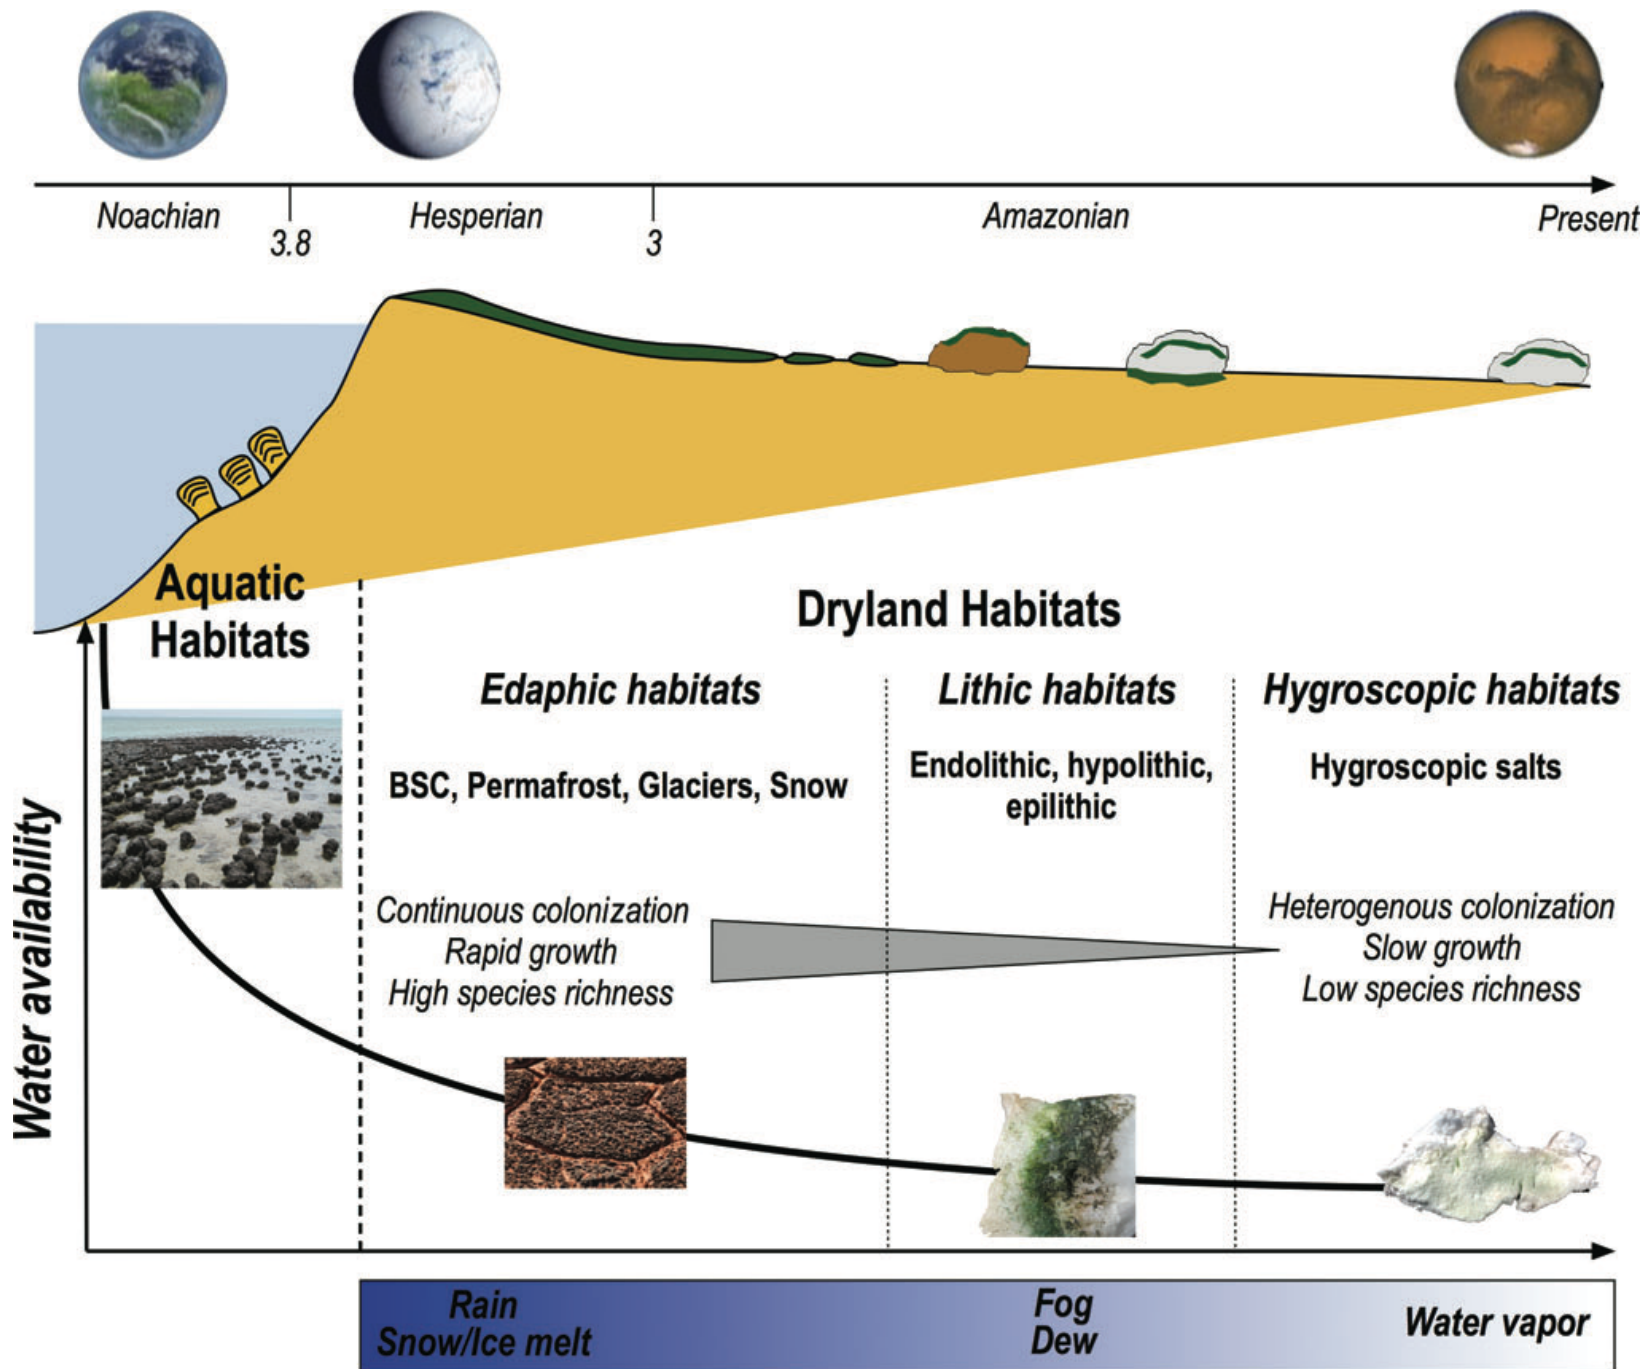 Noachian
Hesperian
Amazonian
Present
3.8
3
Aquatic
Habitats
Dryland Habitats
Edaphic habitats
Lithic habitats
Hygroscopic habitats
BSC, Permafrost, Glaciers, Snow
Endolithic, hypolithic,
epilithic
Hygroscopic salts
Water availability
Continuous colonization
Rapid growth
High species richness
Heterogenous colonization
Slow growth
Low species richness
Rain
Snow/Ice melt
Fog
Dew
Water vapor